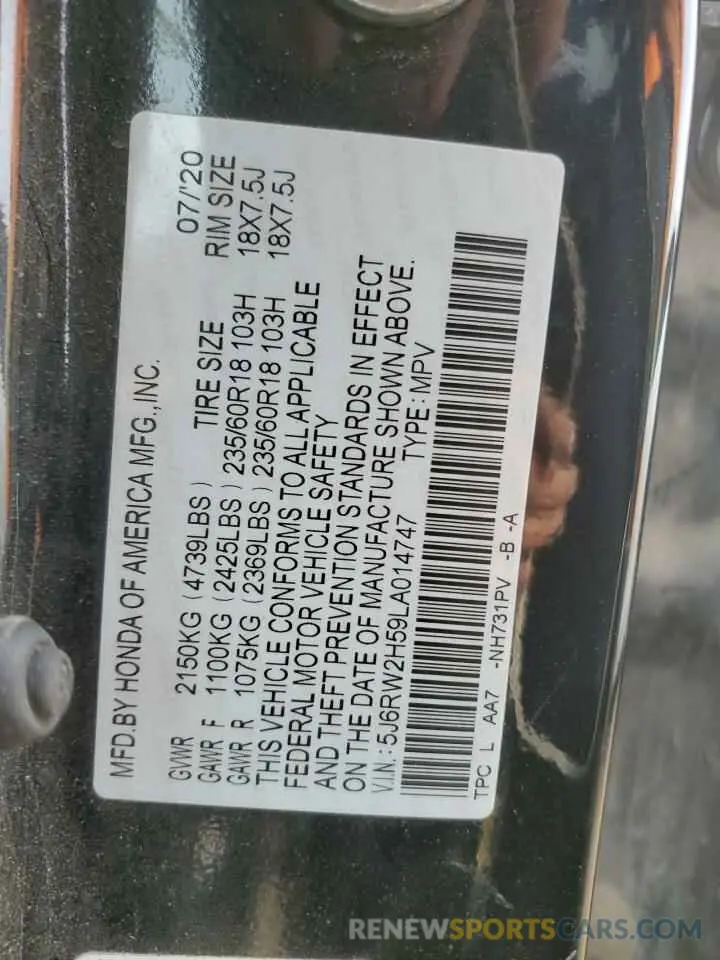 MFD.BY HONDA OF AMERICA MFG.,INC. 07/'20
GVWR 2150KG (4739LBS) TIRE SIZE RIM SIZE
GAWR F 1100KG (2425LBS) 235/60R18 103H 18X7.5J
GAWR R 1075KG (2369LBS) 235/60R18 103H 18X7.5J
THIS VEHICLE CONFORMS TO ALL APPLICABLE
FEDERAL MOTOR VEHICLE SAFETY
AND THEFT PREVENTION STANDARDS IN EFFECT
ON THE DATE OF MANUFACTURE SHOWN ABOVE.
V.I.N.: 5J6RW2H59LA014747 TYPE: MPV
TPC L AA7 -NH731PV -B -A
RENEWSPORTSCARS.COM